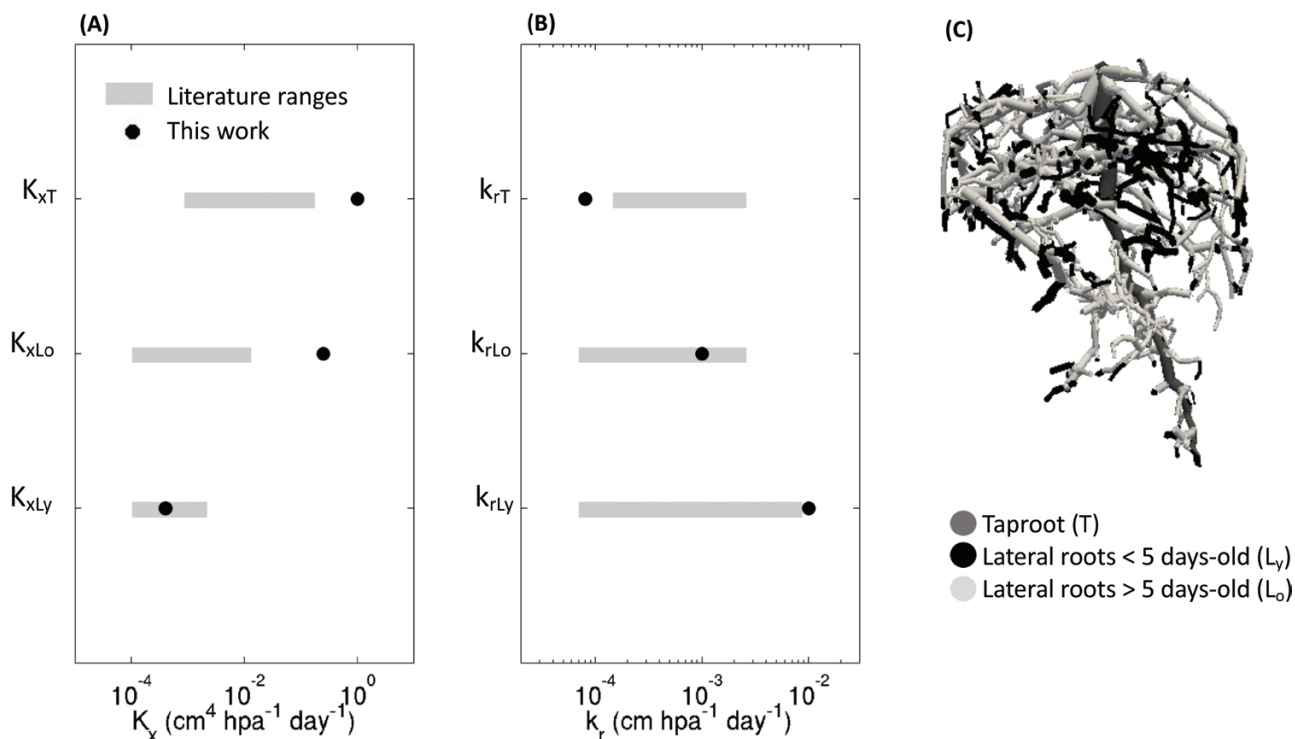 (A)
Literature ranges
This work
KxT
KxLo
KxLy
10-4
10-2
100
Kx (cm4 hpa-1 day-1)
(B)
krT
krLo
krLy
10-4
10-3
10-2
kr (cm hpa-1 day-1)
(C)
Taproot (T)
Lateral roots < 5 days-old (Ly)
Lateral roots > 5 days-old (Lo)